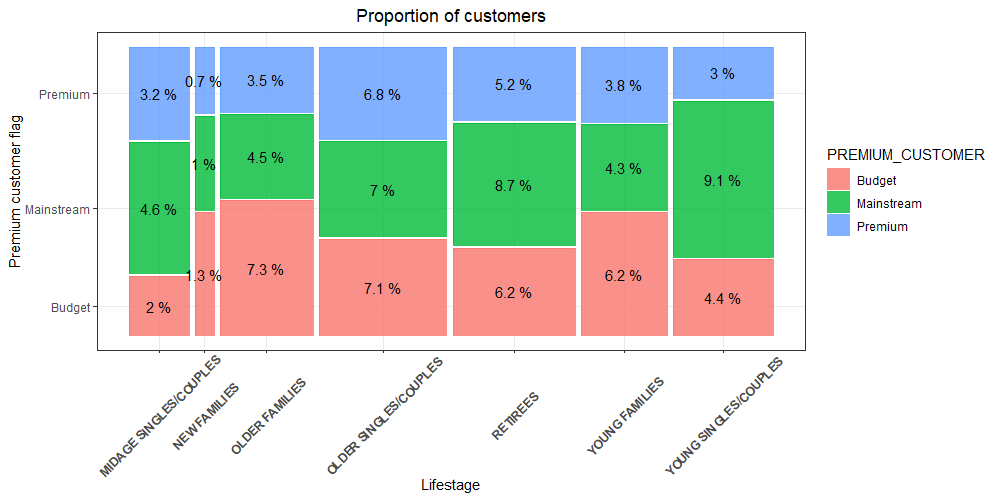 Proportion of customers
Premium customer flag
Premium
Mainstream
Budget
3.2 %
0.7 %
3.5 %
6.8 %
5.2 %
3.8 %
3 %
4.6 %
1 %
4.5 %
7 %
8.7 %
4.3 %
9.1 %
2 %
1.3 %
7.3 %
7.1 %
6.2 %
6.2 %
4.4 %
MIDAGE SINGLES/COUPLES
NEW FAMILIES
OLDER FAMILIES
OLDER SINGLES/COUPLES
RETIREES
YOUNG FAMILIES
YOUNG SINGLES/COUPLES
Lifestage
PREMIUM_CUSTOMER
Budget
Mainstream
Premium